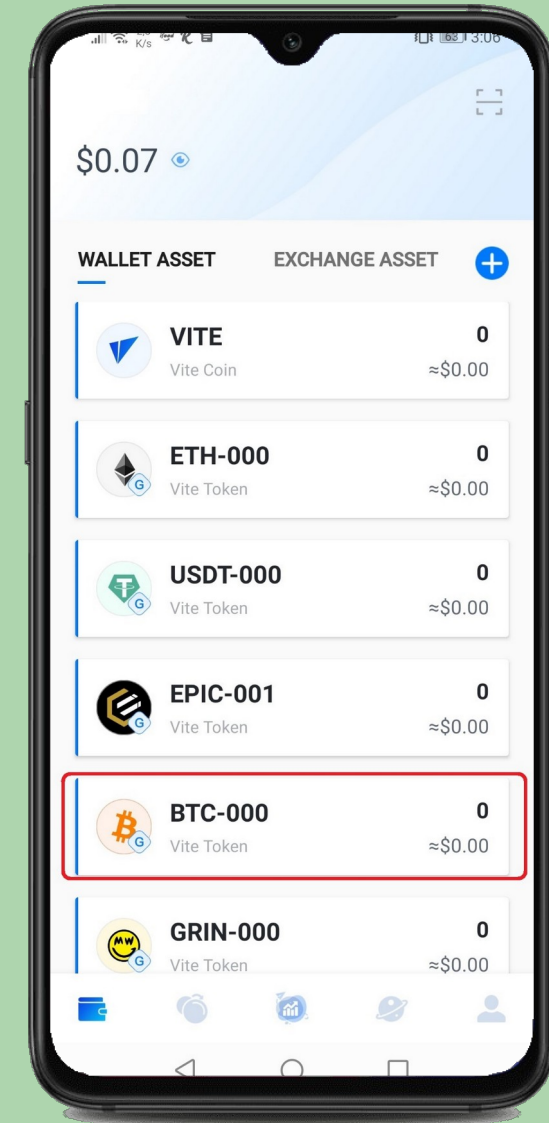 K/s
63 3:06
$0.07
WALLET ASSET EXCHANGE ASSET
VITE 0
Vite Coin ≈$0.00
ETH-000 0
G
Vite Token ≈$0.00
USDT-000 0
G
Vite Token ≈$0.00
EPIC-001 0
G
Vite Token ≈$0.00
BTC-000 0
G
Vite Token ≈$0.00
MW
GRIN-000 0
G
Vite Token ≈$0.00